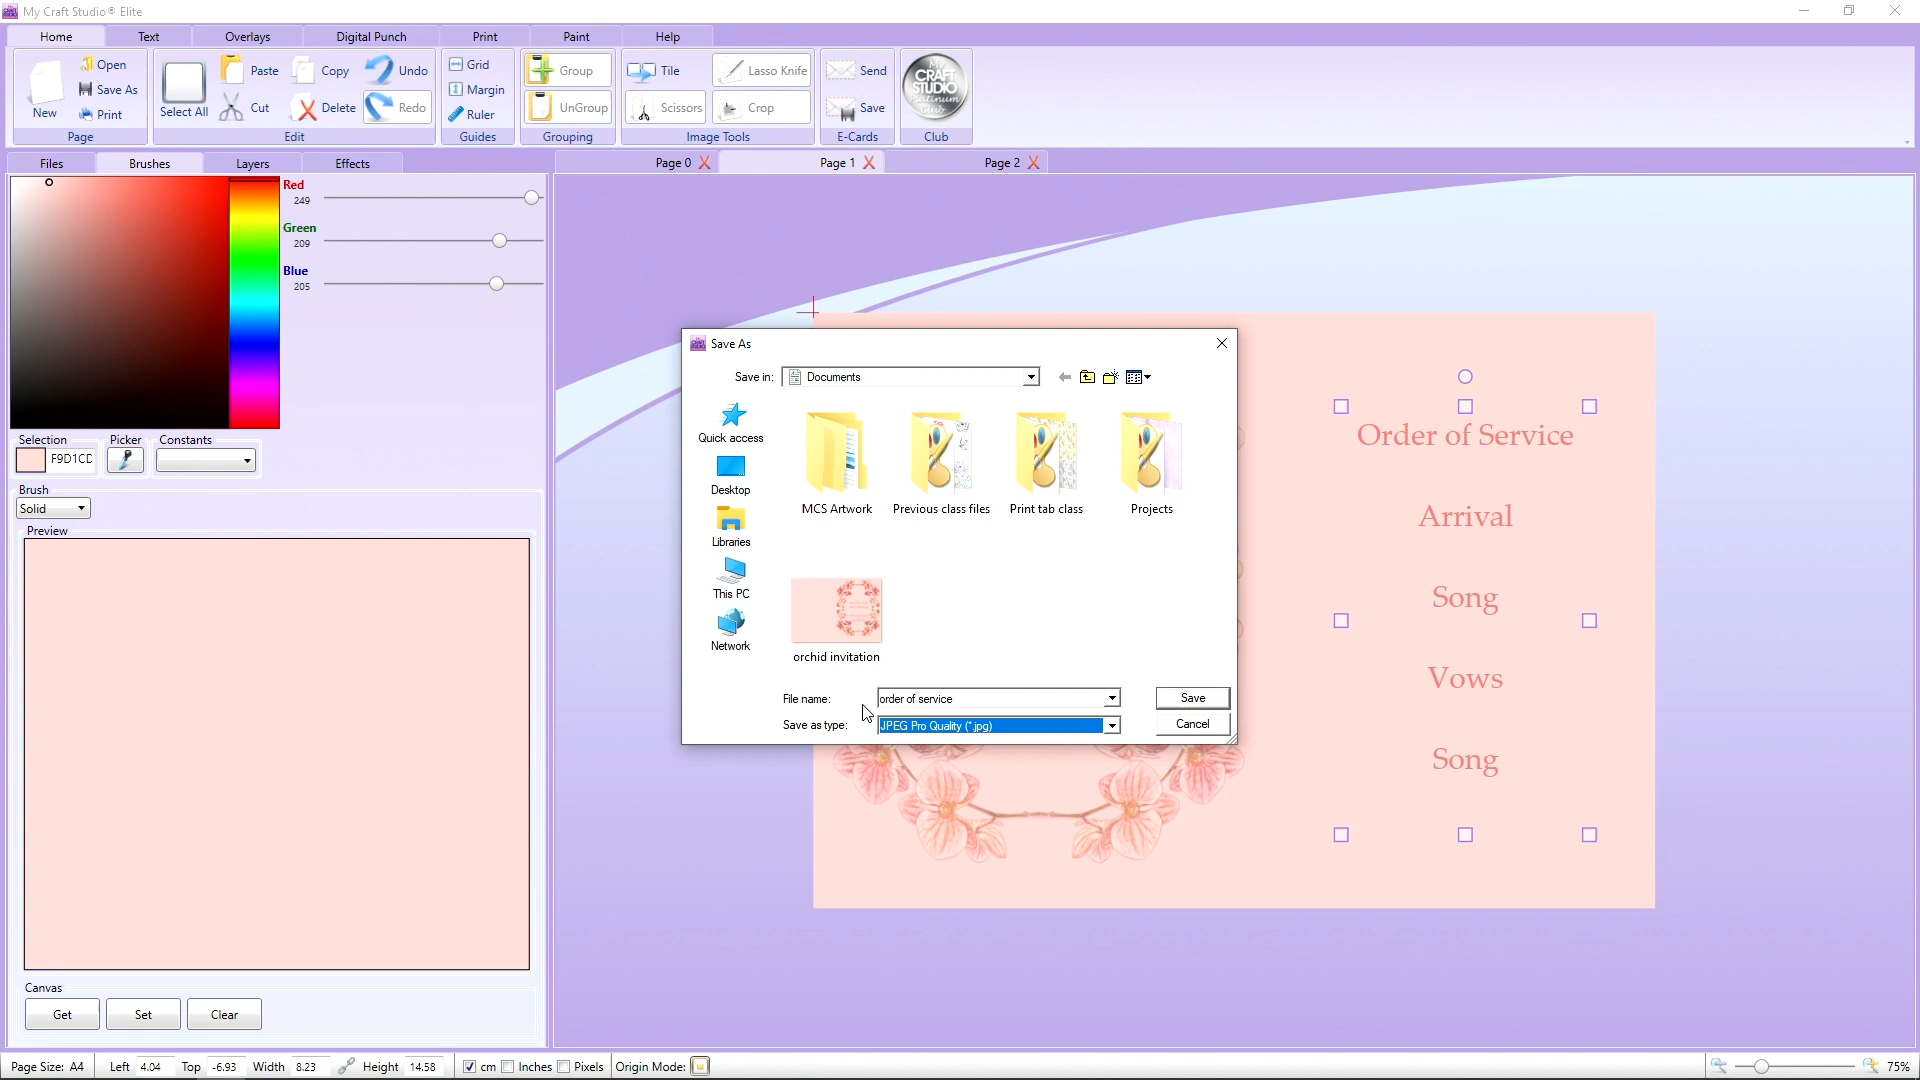 My Craft Studio® Elite
Home Text Overlays Digital Punch Print Paint Help
New Open Save As Print Page
Select All Paste Cut Copy Delete Undo Redo Edit
Grid Margin Ruler Guides
Group UnGroup Grouping
Tile Scissors Lasso Knife Crop Image Tools
Send Save E-Cards
MY CRAFT STUDIO Platinum Club
Club
Files Brushes Layers Effects
Page 0 Page 1 Page 2
Red
249
Green
209
Blue
205
Selection Picker Constants
F9D1CD
Brush
Solid
Preview
Canvas
Get Set Clear
Save As
Save in: Documents
Quick access
Desktop
Libraries
This PC
Network
MCS Artwork Previous class files Print tab class Projects
orchid invitation
File name: order of service Save
Save as type: JPEG Pro Quality (*.jpg) Cancel
Order of Service
Arrival
Song
Vows
Song
Page Size: A4 Left 4.04 Top -6.93 Width 8.23 Height 14.58 cm Inches Pixels Origin Mode: 75%